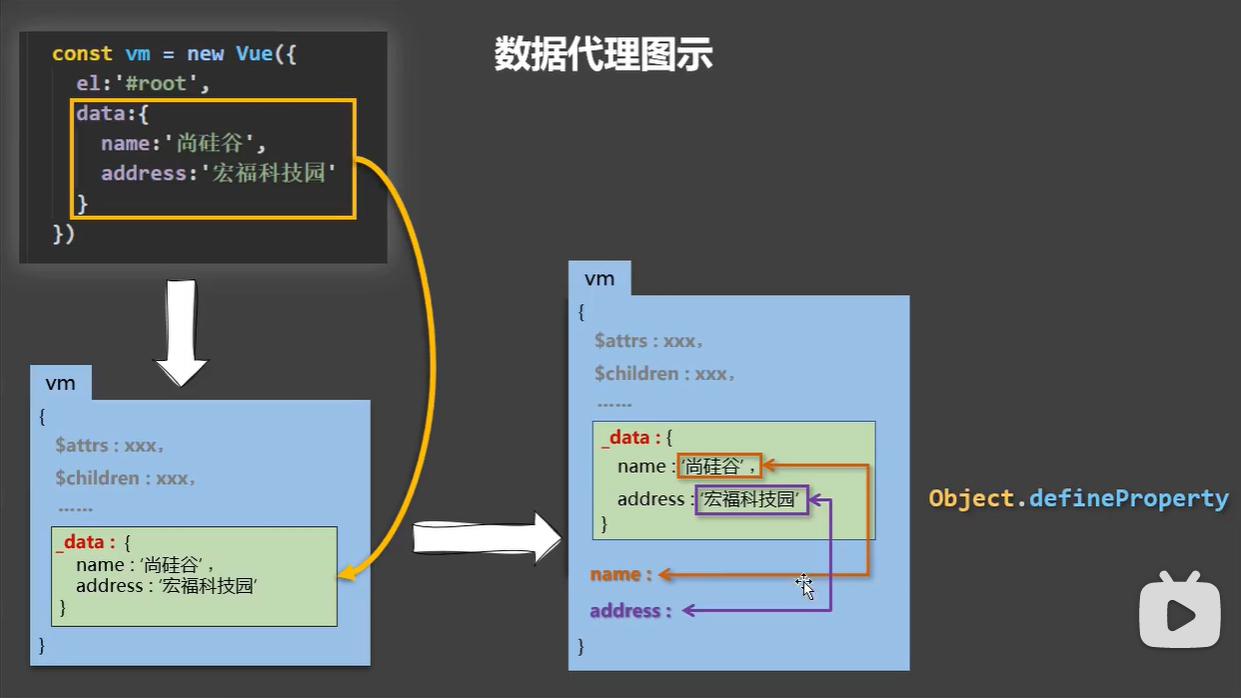 数据代理图示
const vm = new Vue({
el:'#root',
data:{
name:'尚硅谷',
address:'宏福科技园'
}
})
vm
{
$attrs : xxx,
$children : xxx,
······
_data : {
name : '尚硅谷' ,
address : '宏福科技园'
}
}
vm
{
$attrs : xxx,
$children : xxx,
······
_data : {
name : '尚硅谷' ,
address : '宏福科技园'
}
name :
address :
}
Object.defineProperty